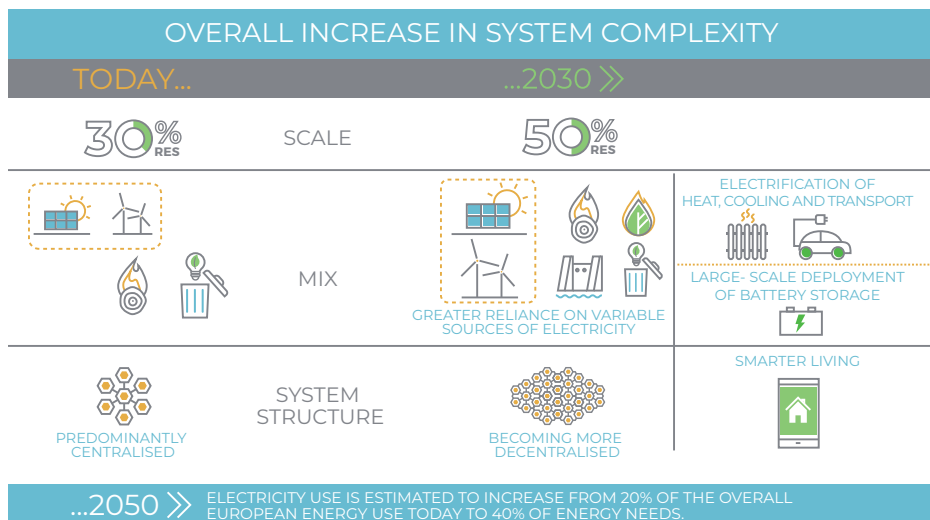 OVERALL INCREASE IN SYSTEM COMPLEXITY
TODAY...
...2030
30%
RES
SCALE
50%
RES
MIX
GREATER RELIANCE ON VARIABLE
SOURCES OF ELECTRICITY
ELECTRIFICATION OF
HEAT, COOLING AND TRANSPORT
LARGE- SCALE DEPLOYMENT
OF BATTERY STORAGE
PREDOMINANTLY
CENTRALISED
SYSTEM
STRUCTURE
BECOMING MORE
DECENTRALISED
SMARTER LIVING
...2050
ELECTRICITY USE IS ESTIMATED TO INCREASE FROM 20% OF THE OVERALL
EUROPEAN ENERGY USE TODAY TO 40% OF ENERGY NEEDS.